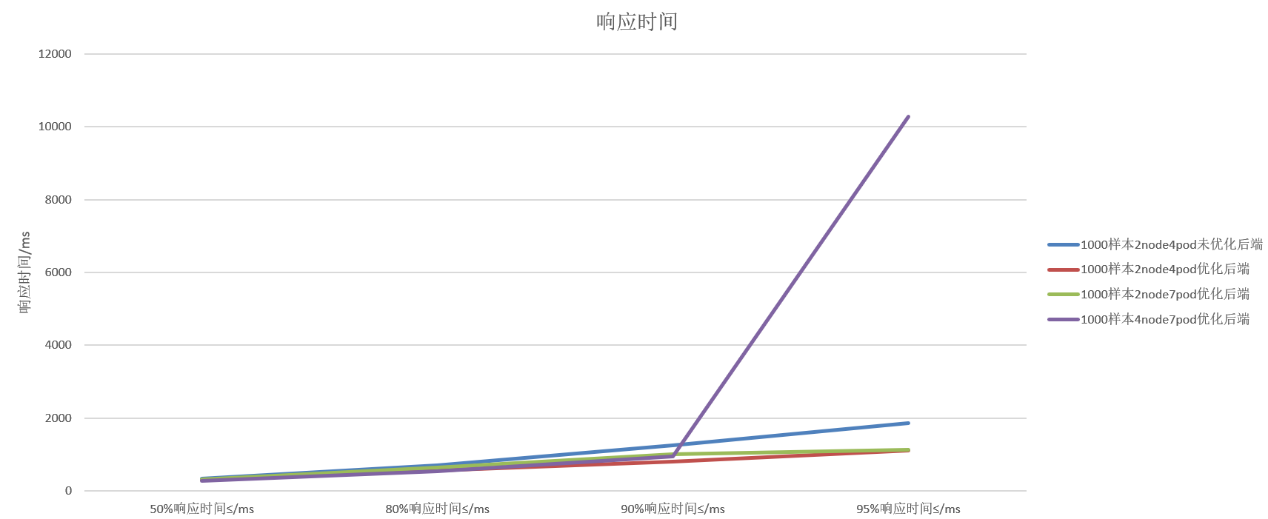 响应时间
12000
10000
8000
6000
4000
2000
0
响应时间/ms
50%响应时间≤/ms
80%响应时间≤/ms
90%响应时间≤/ms
95%响应时间≤/ms
1000样本2node4pod未优化后端
1000样本2node4pod优化后端
1000样本2node7pod优化后端
1000样本4node7pod优化后端